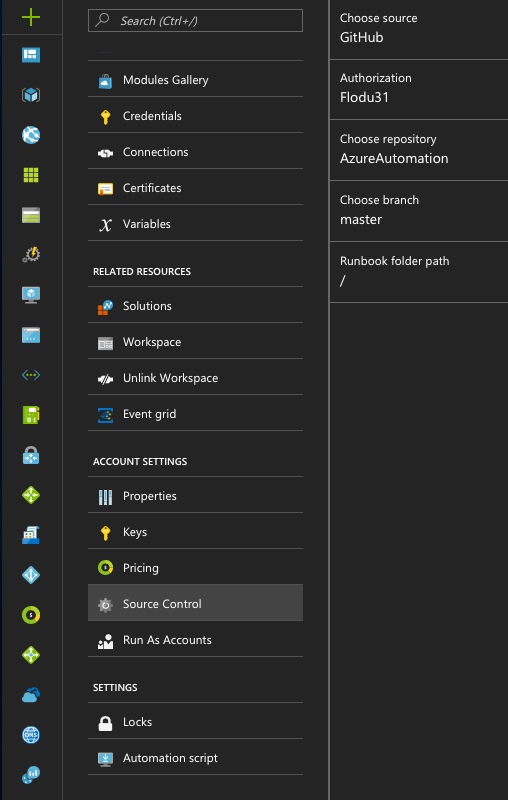 Search (Ctrl+/)
Modules Gallery
Credentials
Connections
Certificates
Variables
RELATED RESOURCES
Solutions
Workspace
Unlink Workspace
Event grid
ACCOUNT SETTINGS
Properties
Keys
Pricing
Source Control
Run As Accounts
SETTINGS
Locks
Automation script
Choose source
GitHub
Authorization
Flodu31
Choose repository
AzureAutomation
Choose branch
master
Runbook folder path
/
DNS